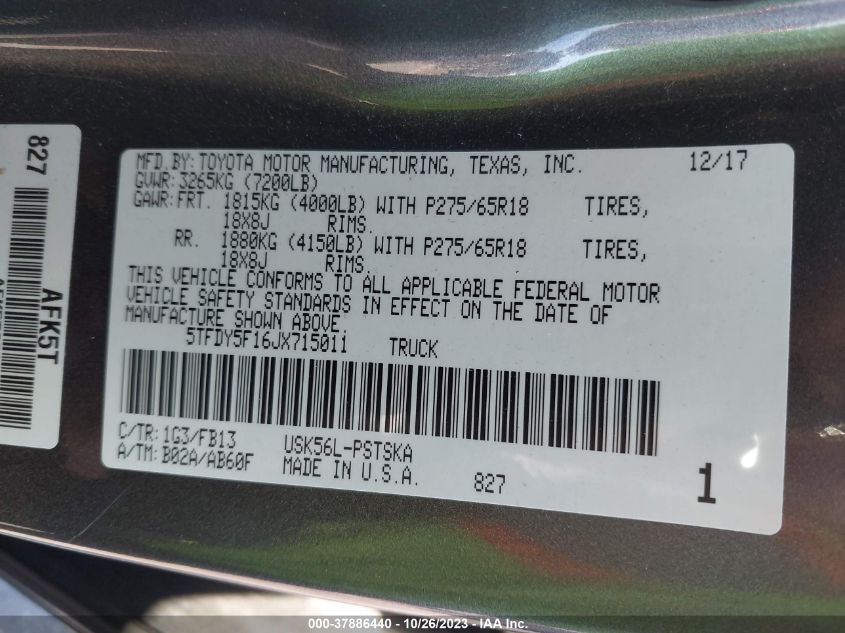 827
AFK5T
MFD.BY:TOYOTA MOTOR MANUFACTURING, TEXAS, INC. 12/17
GVWR:3265KG (7200LB)
GAWR:FRT. 1815KG (4000LB) WITH P275/65R18 TIRES,
18X8J RIMS.
RR. 1880KG (4150LB) WITH P275/65R18 TIRES,
18X8J RIMS.
THIS VEHICLE CONFORMS TO ALL APPLICABLE FEDERAL MOTOR
VEHICLE SAFETY STANDARDS IN EFFECT ON THE DATE OF
MANUFACTURE SHOWN ABOVE.
5TFDY5F16JX715011 TRUCK
C/TR:1G3/FB13 USK56L-PSTSKA
A/TM:B02A/AB60F MADE IN U.S.A. 827 1
000-37886440 - 10/26/2023 - IAA Inc.